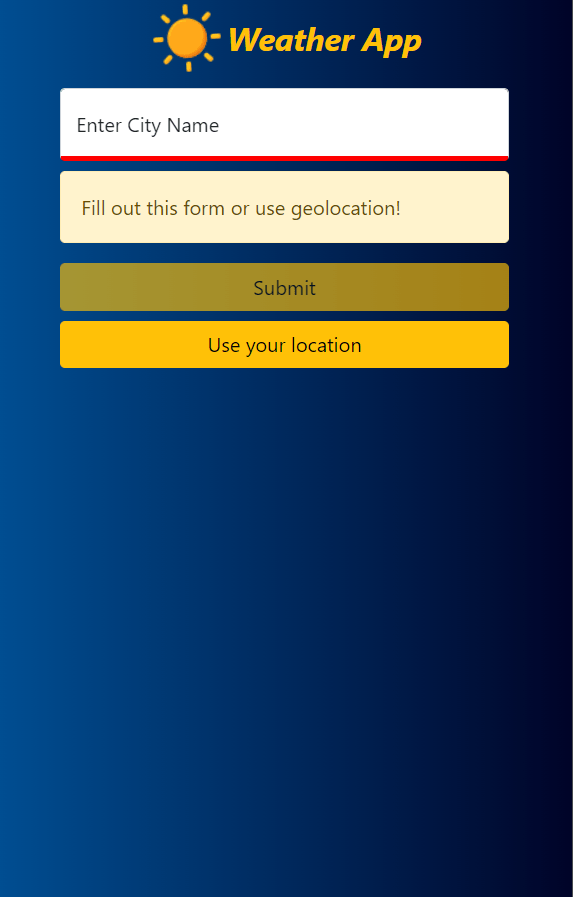 Weather App
Enter City Name
Fill out this form or use geolocation!
Submit
Use your location